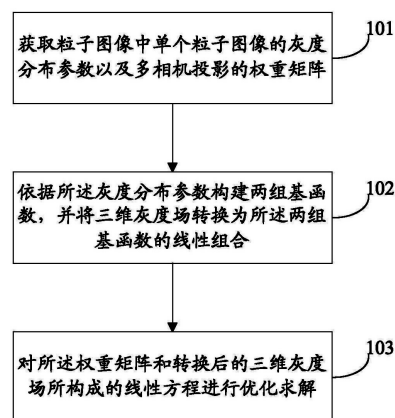 获取粒子图像中单个粒子图像的灰度
分布参数以及多相机投影的权重矩阵
101
依据所述灰度分布参数构建两组基函
数，并将三维灰度场转换为所述两组
基函数的线性组合
102
对所述权重矩阵和转换后的三维灰度
场所构成的线性方程进行优化求解
103